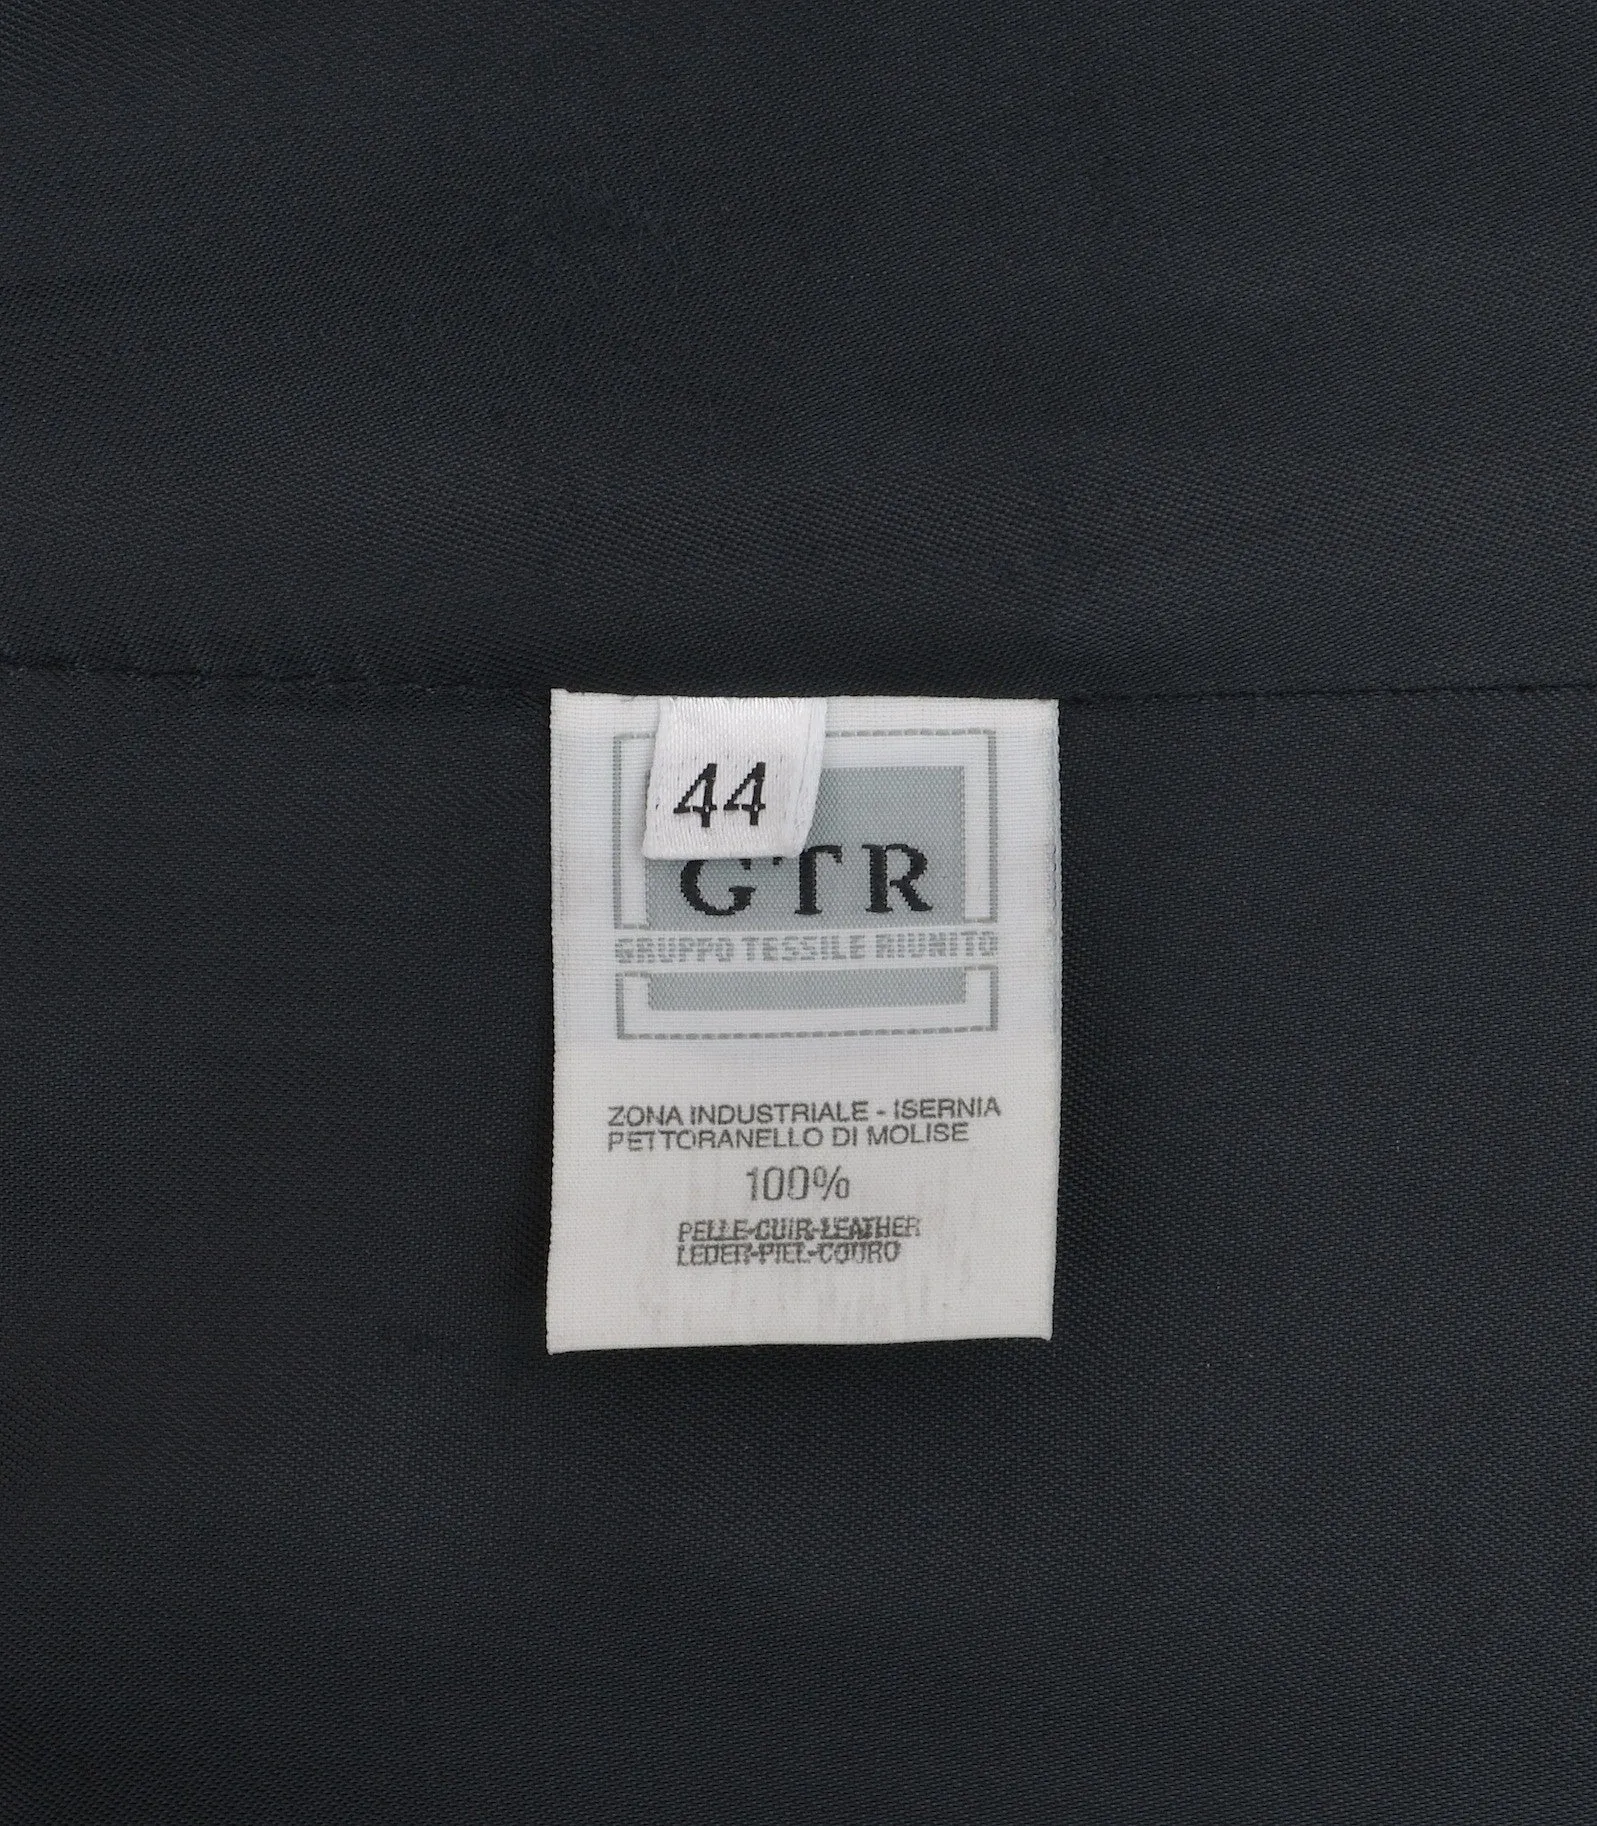 44
GTR
GRUPPO TESSILE RIUNITO
ZONA INDUSTRIALE - ISERNIA
PETTORANELLO DI MOLISE
100%
PELLE-CUIR-LEATHER
LEDER-PIEL-COURO